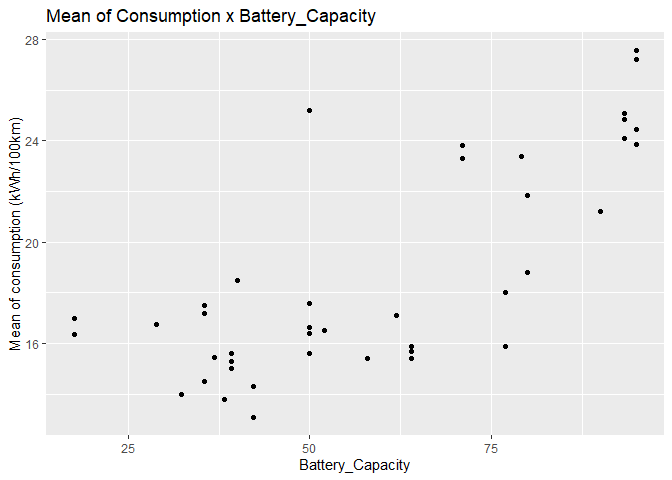 Mean of Consumption x Battery_Capacity
28
24
20
16
Mean of consumption (kWh/100km)
25 50 75
Battery_Capacity